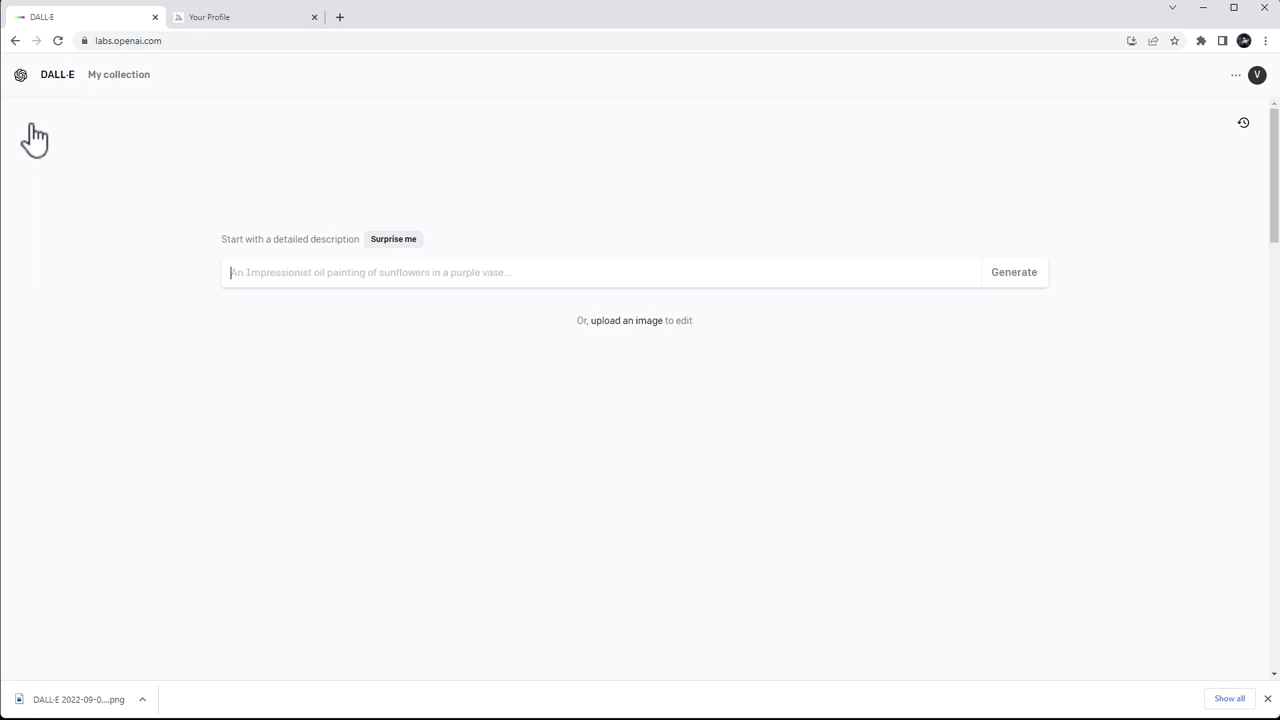 DALL·E
Your Profile
labs.openai.com
DALL·E
My collection
V
Start with a detailed description
Surprise me
An Impressionist oil painting of sunflowers in a purple vase...
Generate
Or, upload an image to edit
DALL·E 2022-09-0....png
Show all